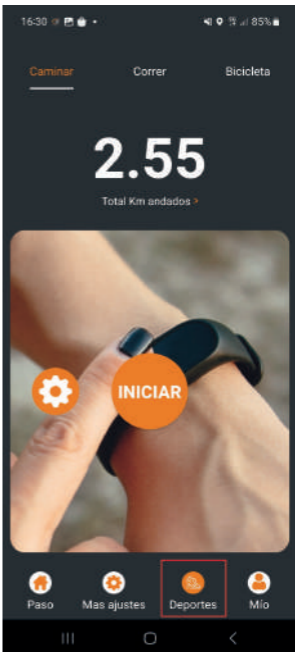 16:30 85%
Caminar Correr Bicicleta
2.55
Total Km andados >
INICIAR
Paso Mas ajustes Deportes Mío